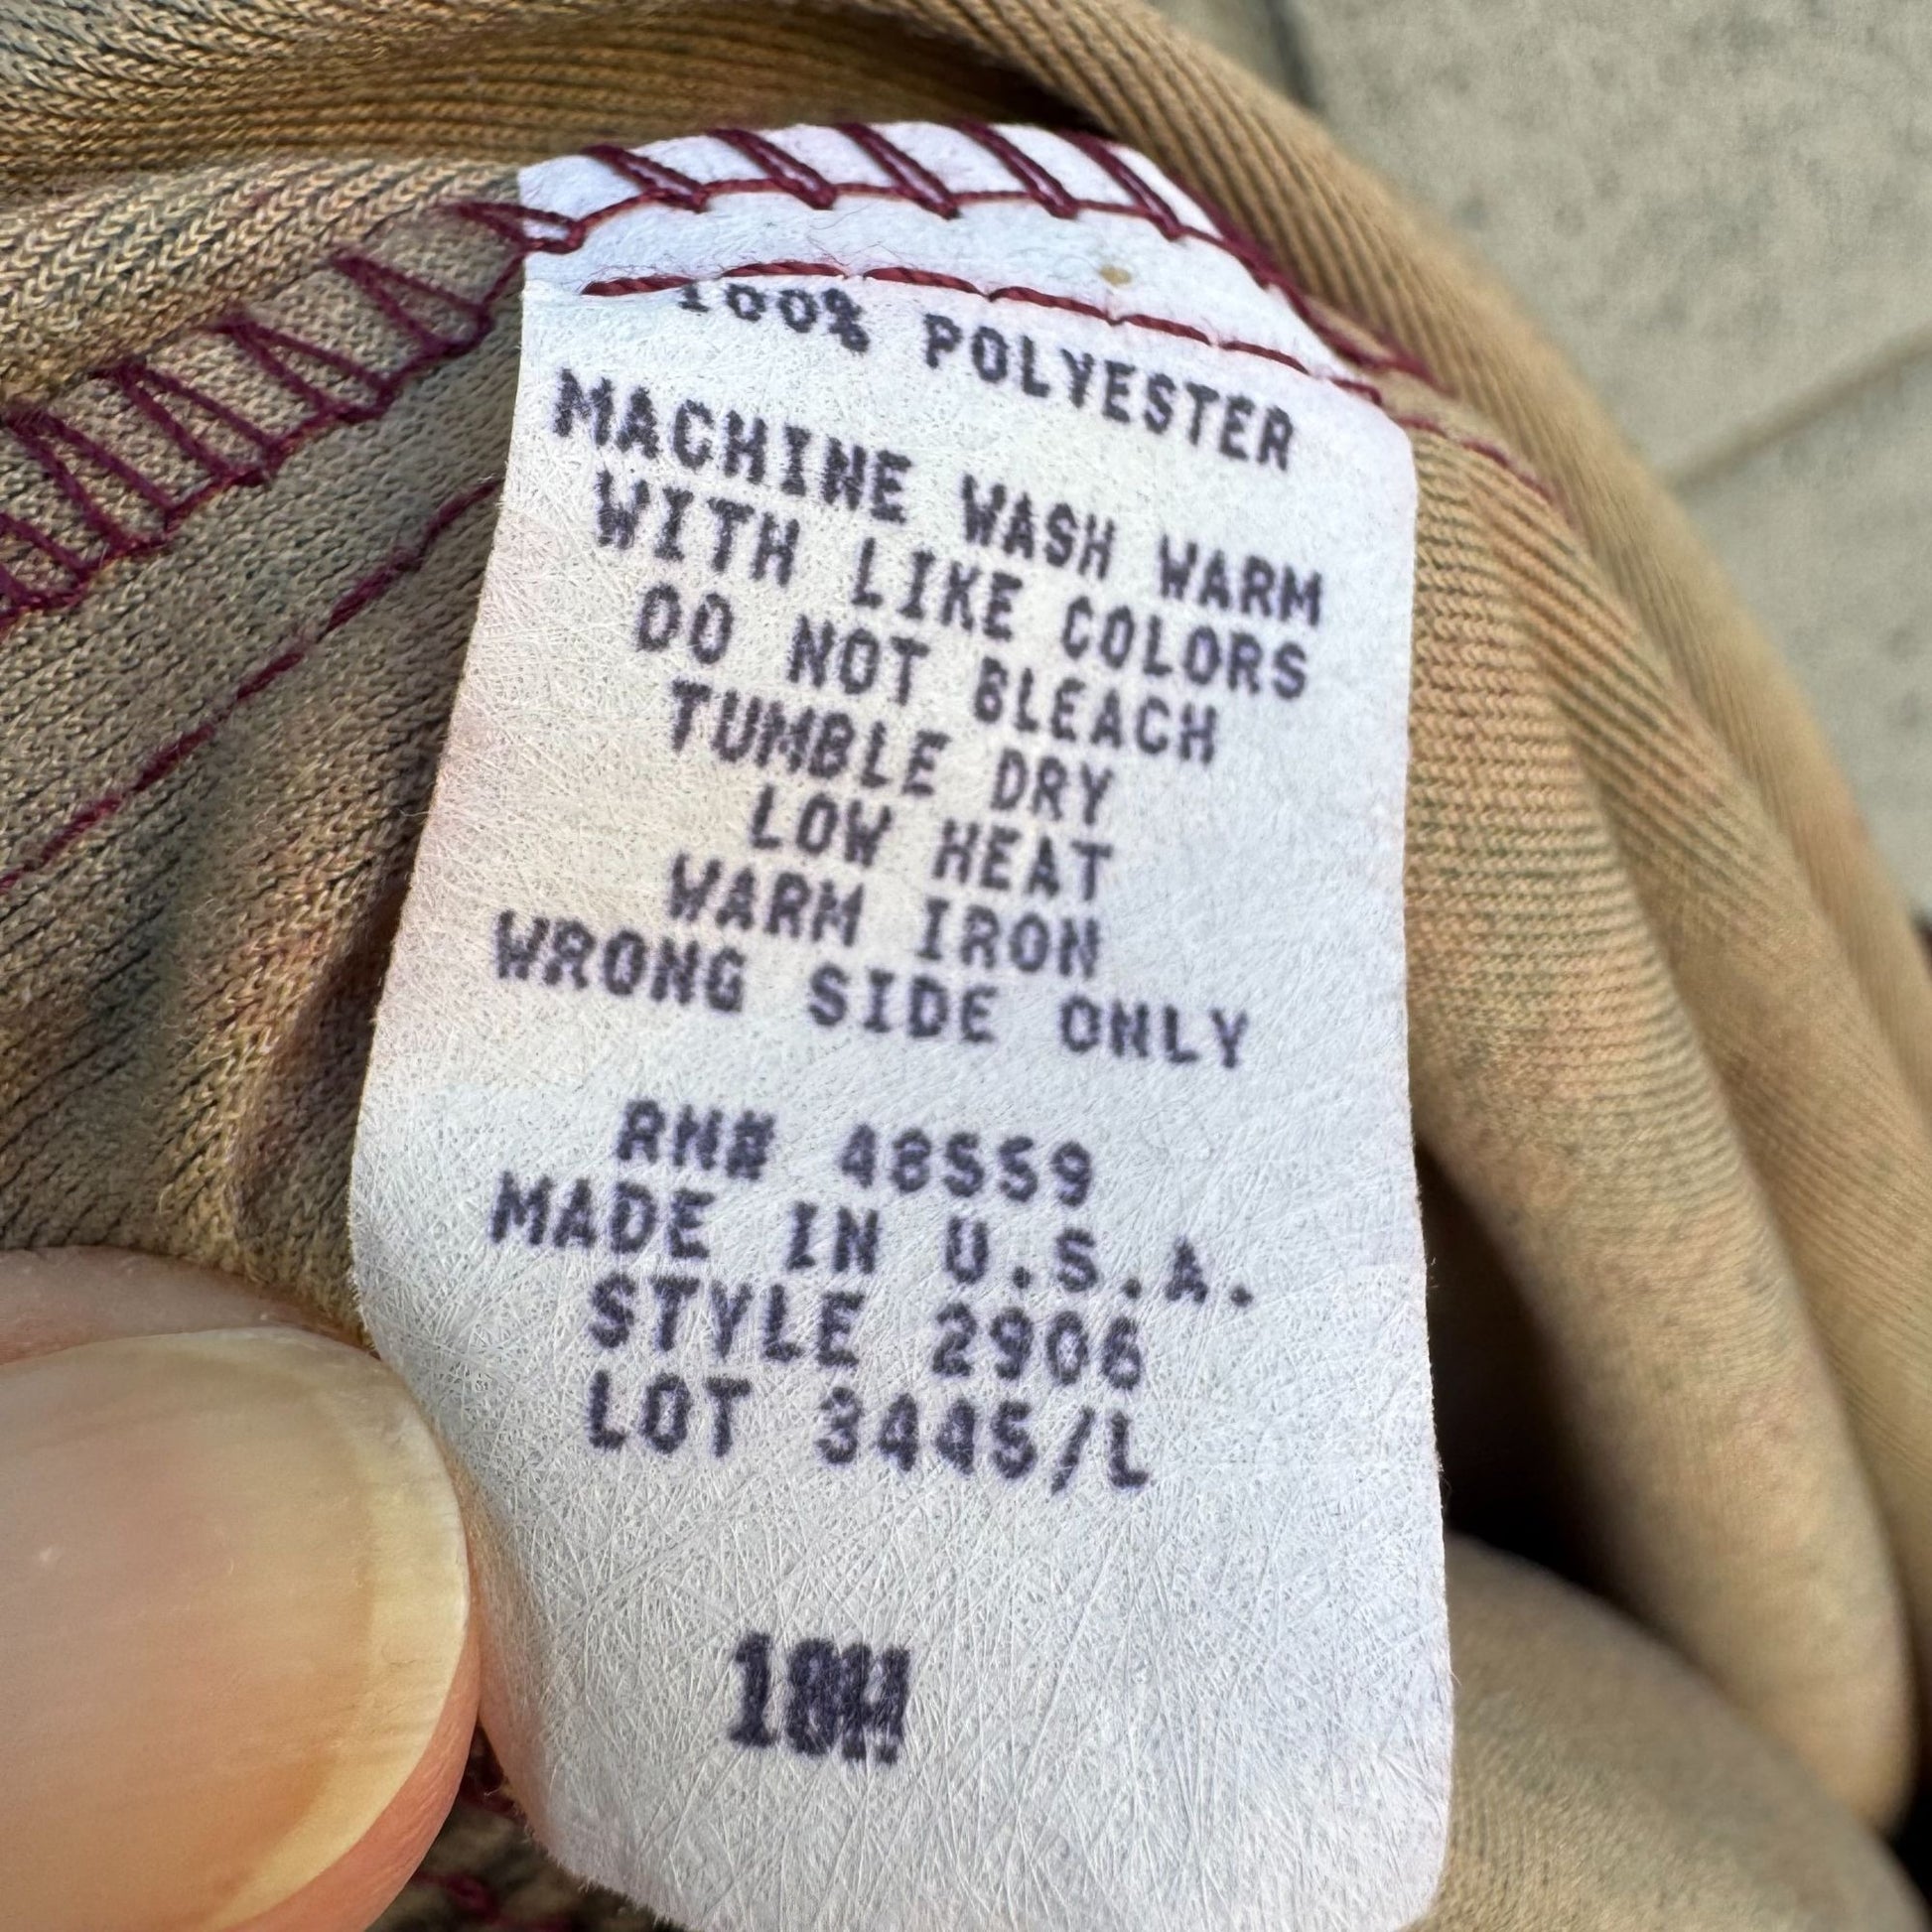 100% POLYESTER
MACHINE WASH WARM
WITH LIKE COLORS
DO NOT BLEACH
TUMBLE DRY
LOW HEAT
WARM IRON
WRONG SIDE ONLY
RN# 48559
MADE IN U.S.A.
STYLE 2906
LOT 3445/L